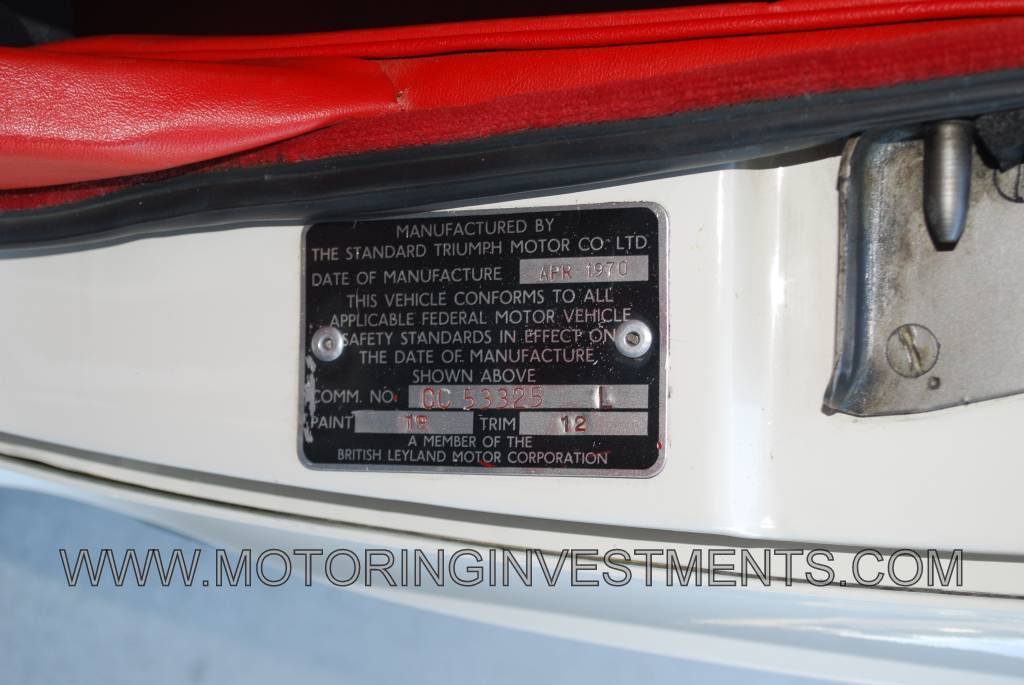 MANUFACTURED BY
THE STANDARD TRIUMPH MOTOR CO. LTD
DATE OF MANUFACTURE APR 1970
THIS VEHICLE CONFORMS TO ALL
APPLICABLE FEDERAL MOTOR VEHICLE
SAFETY STANDARDS IN EFFECT ON
THE DATE OF MANUFACTURE,
SHOWN ABOVE
COMM. NO. CC 53325 L
PAINT 19 TRIM 12
A MEMBER OF THE
BRITISH LEYLAND MOTOR CORPORATION
WWW.MOTORINGINVESTMENTS.COM